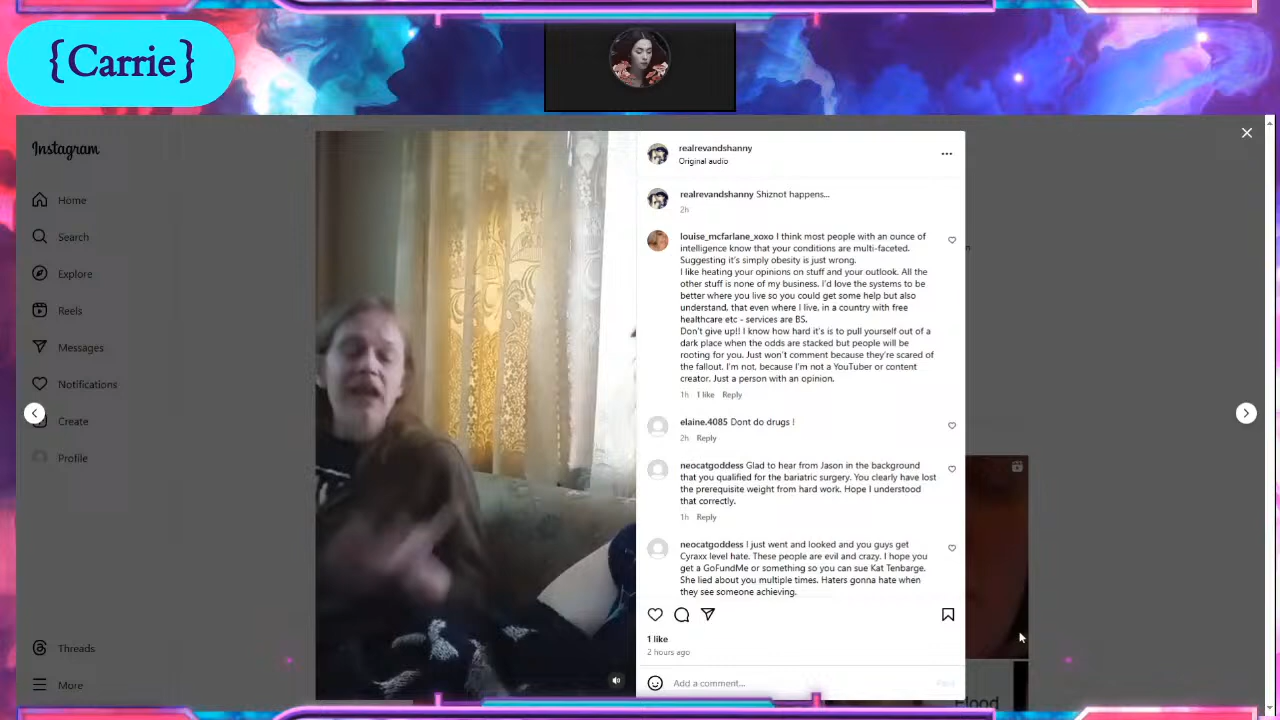 {Carrie}
Instagram
Home
Search
Explore
Reels
Messages
Notifications
Create
Profile
Threads
More
realrevandshanny
Original audio
realrevandshanny Shiznot happens...
2h
louise_mcfarlane_xoxo I think most people with an ounce of
intelligence know that your conditions are multi-faceted.
Suggesting it's simply obesity is just wrong.
I like heating your opinions on stuff and your outlook. All the
other stuff is none of my business. I'd love the systems to be
better where you live so you could get some help but also
understand, that even where I live, in a country with free
healthcare etc - services are BS.
Don't give up!! I know how hard it's is to pull yourself out of a
dark place when the odds are stacked but people will be
rooting for you. Just won't comment because they're scared of
the fallout. I'm not, because I'm not a YouTuber or content
creator. Just a person with an opinion.
1h 1 like Reply
elaine.4085 Dont do drugs !
2h Reply
neocatgoddess Glad to hear from Jason in the background
that you qualified for the bariatric surgery. You clearly have lost
the prerequisite weight from hard work. Hope I understood
that correctly.
1h Reply
neocatgoddess I just went and looked and you guys get
Cyraxx level hate. These people are evil and crazy. I hope you
get a GoFundMe or something so you can sue Kat Tenbarge.
She lied about you multiple times. Haters gonna hate when
they see someone achieving.
1 like
2 hours ago
Add a comment...
Post